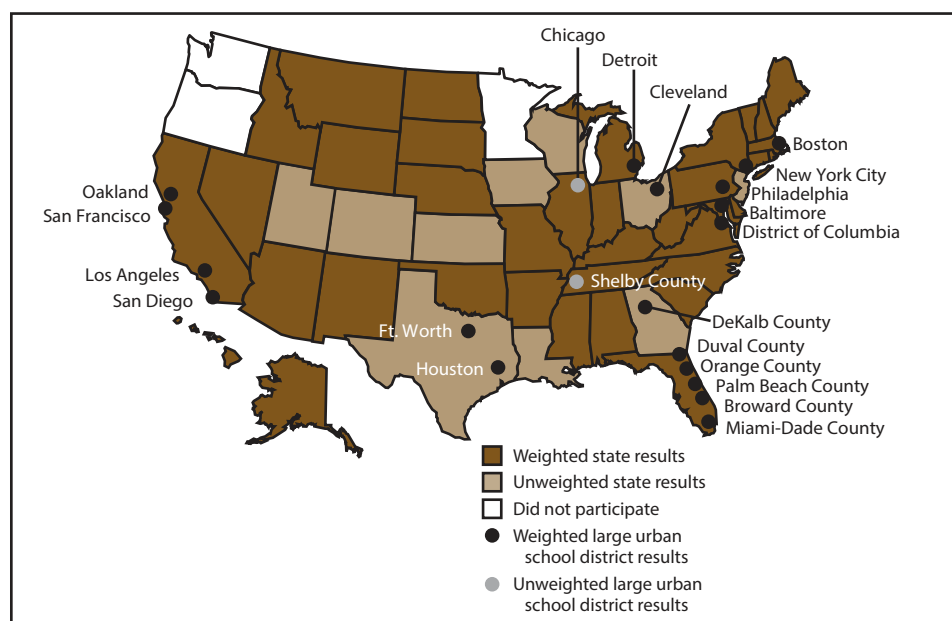 Chicago
Detroit
Cleveland
Boston
New York City
Philadelphia
Baltimore
District of Columbia
Oakland
San Francisco
Los Angeles
San Diego
Shelby County
Ft. Worth
Houston
DeKalb County
Duval County
Orange County
Palm Beach County
Broward County
Miami-Dade County
Weighted state results
Unweighted state results
Did not participate
Weighted large urban
school district results
Unweighted large urban
school district results